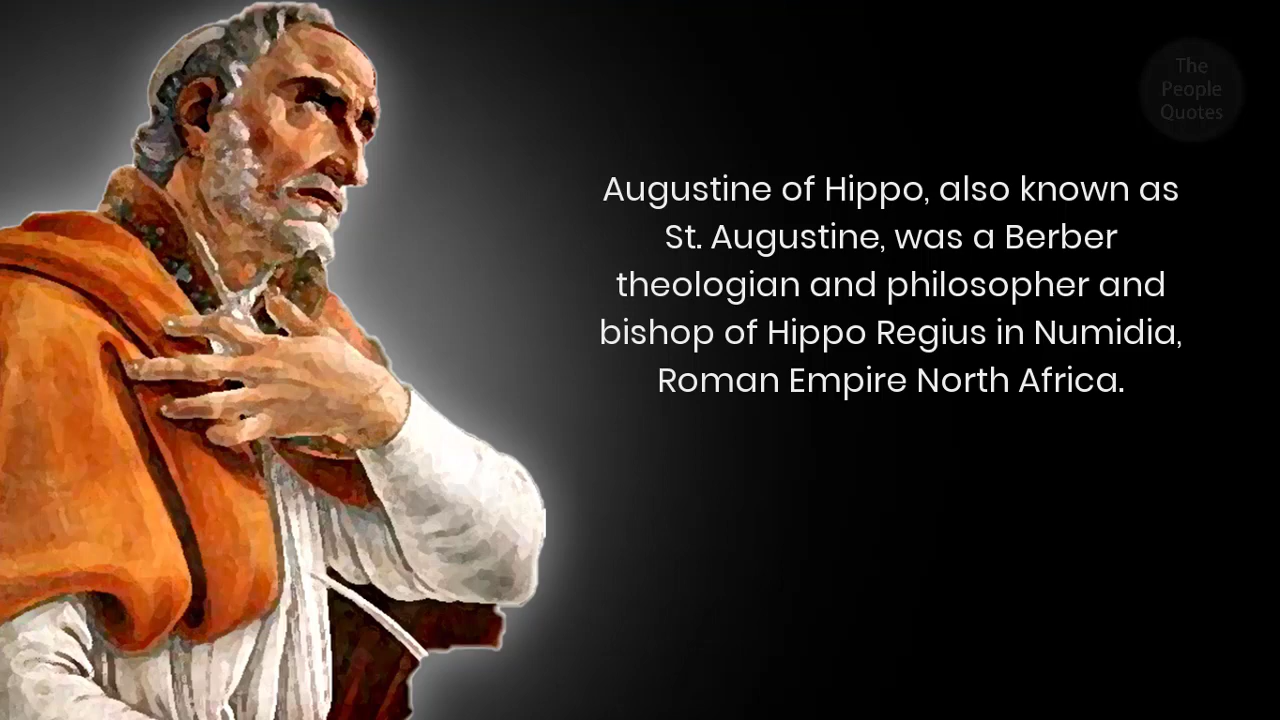 The
People
Quotes
Augustine of Hippo, also known as
St. Augustine, was a Berber
theologian and philosopher and
bishop of Hippo Regius in Numidia,
Roman Empire North Africa.